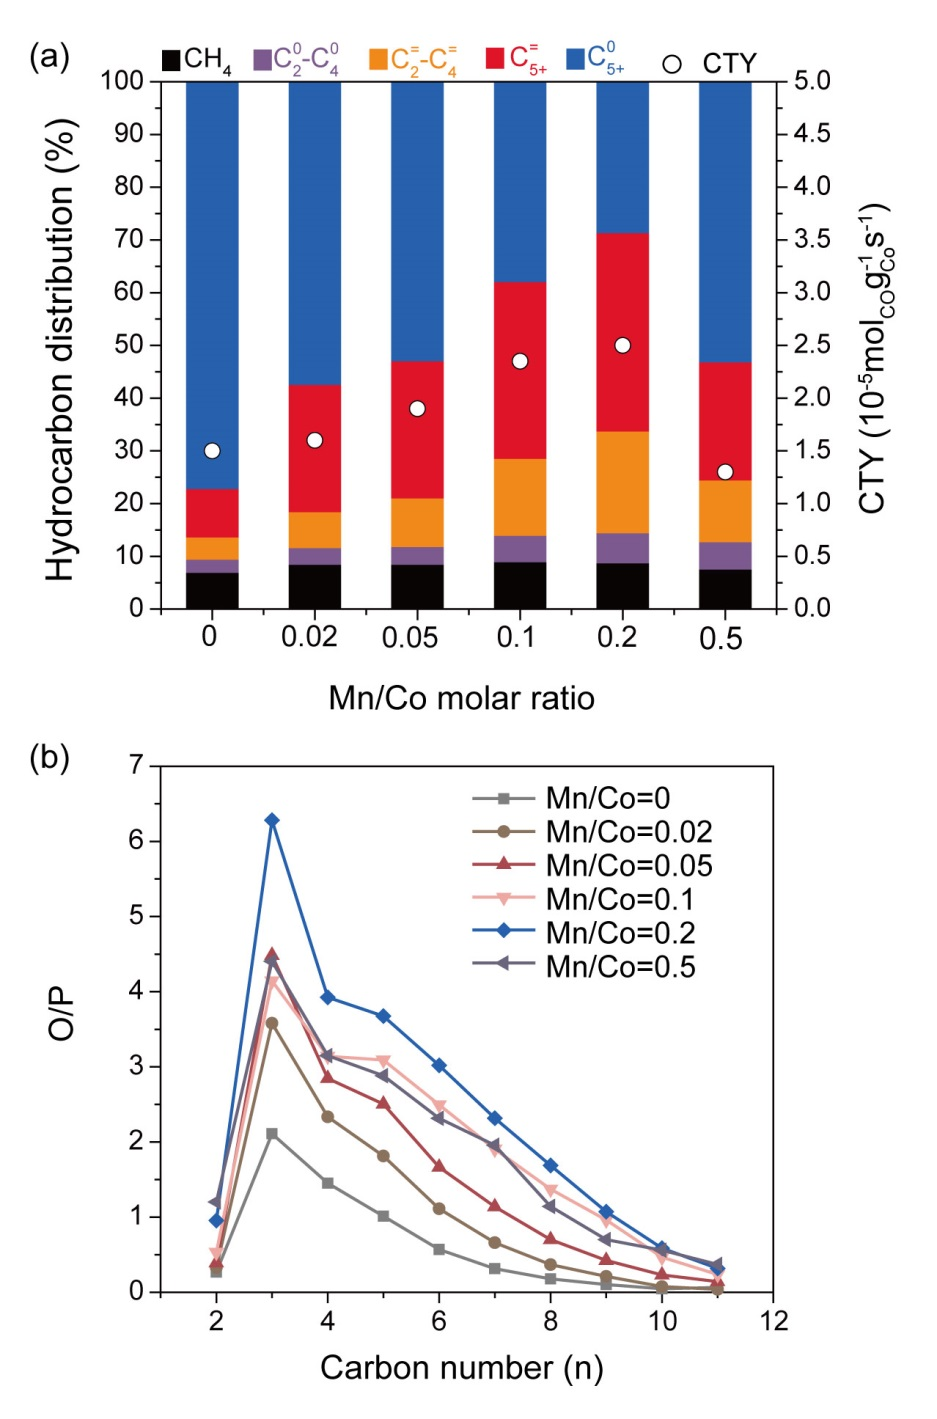 (a)
CH₄ C₂⁰-C₄⁰ C₂⁼-C₄⁼ C₅₊⁼ C₅₊⁰ CTY
100
90
80
70
60
50
40
30
20
10
0
Hydrocarbon distribution (%)
5.0
4.5
4.0
3.5
3.0
2.5
2.0
1.5
1.0
0.5
0.0
CTY (10⁻⁵mol_CO g_Co⁻¹s⁻¹)
0 0.02 0.05 0.1 0.2 0.5
Mn/Co molar ratio
(b)
7
6
5
4
3
2
1
0
O/P
Mn/Co=0
Mn/Co=0.02
Mn/Co=0.05
Mn/Co=0.1
Mn/Co=0.2
Mn/Co=0.5
2 4 6 8 10 12
Carbon number (n)